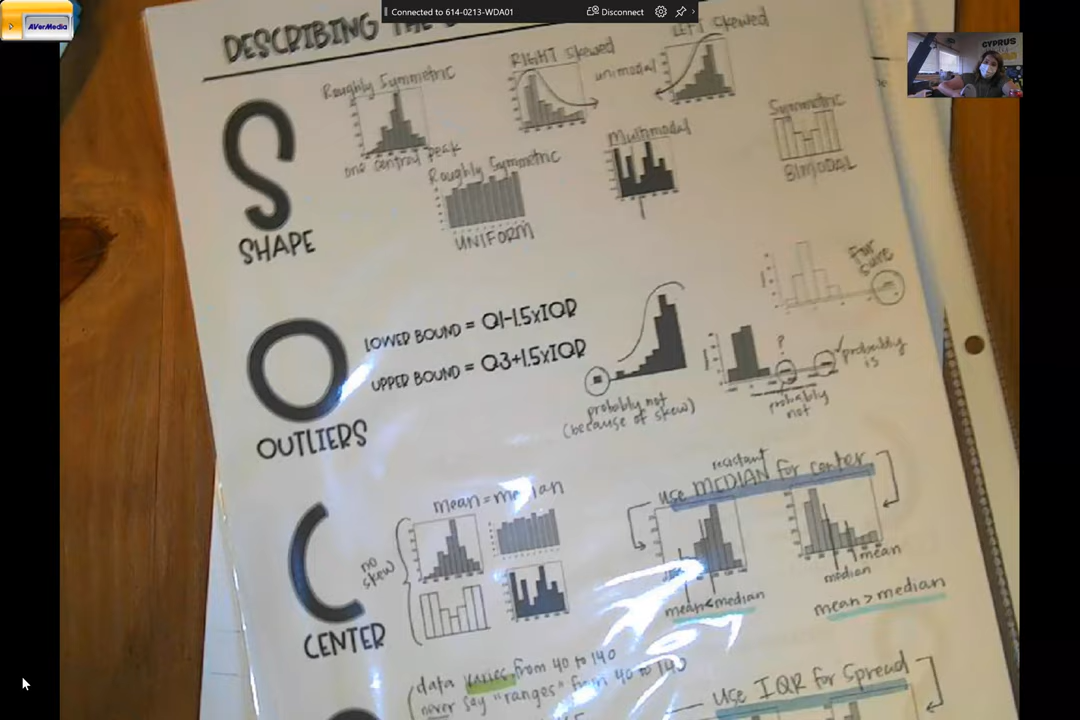 Connected to 614-0213-WDA01
Disconnect
AVerMedia
CYPRUS
DESCRIBING THE
S
SHAPE
Roughly Symmetric
one central peak
RIGHT skewed
unimodal
LEFT skewed
Roughly Symmetric
UNIFORM
Multimodal
Symmetric
BIMODAL
O
OUTLIERS
LOWER BOUND = Q1-1.5xIQR
UPPER BOUND = Q3+1.5xIQR
probably not
(because of skew)
?
probably
not
probably
is
For
sure
C
CENTER
no
skew
mean = median
resistant
use MEDIAN for center
mean < median
median
mean
mean > median
data varies from 40 to 140
never say "ranges" from 40 to 140
Use IQR for Spread